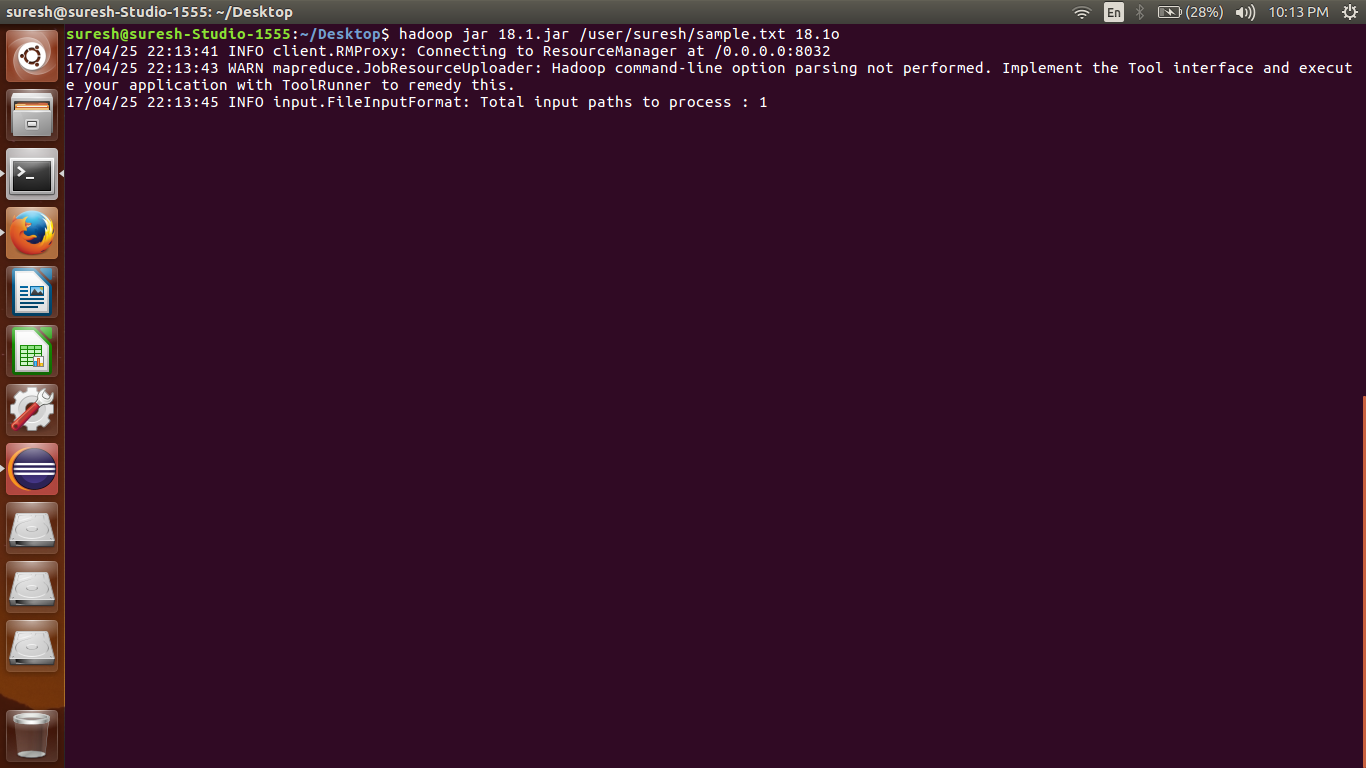 suresh@suresh-Studio-1555: ~/Desktop
En
(28%)
10:13 PM
suresh@suresh-Studio-1555:~/Desktop$ hadoop jar 18.1.jar /user/suresh/sample.txt 18.1o
17/04/25 22:13:41 INFO client.RMProxy: Connecting to ResourceManager at /0.0.0.0:8032
17/04/25 22:13:43 WARN mapreduce.JobResourceUploader: Hadoop command-line option parsing not performed. Implement the Tool interface and execut
e your application with ToolRunner to remedy this.
17/04/25 22:13:45 INFO input.FileInputFormat: Total input paths to process : 1